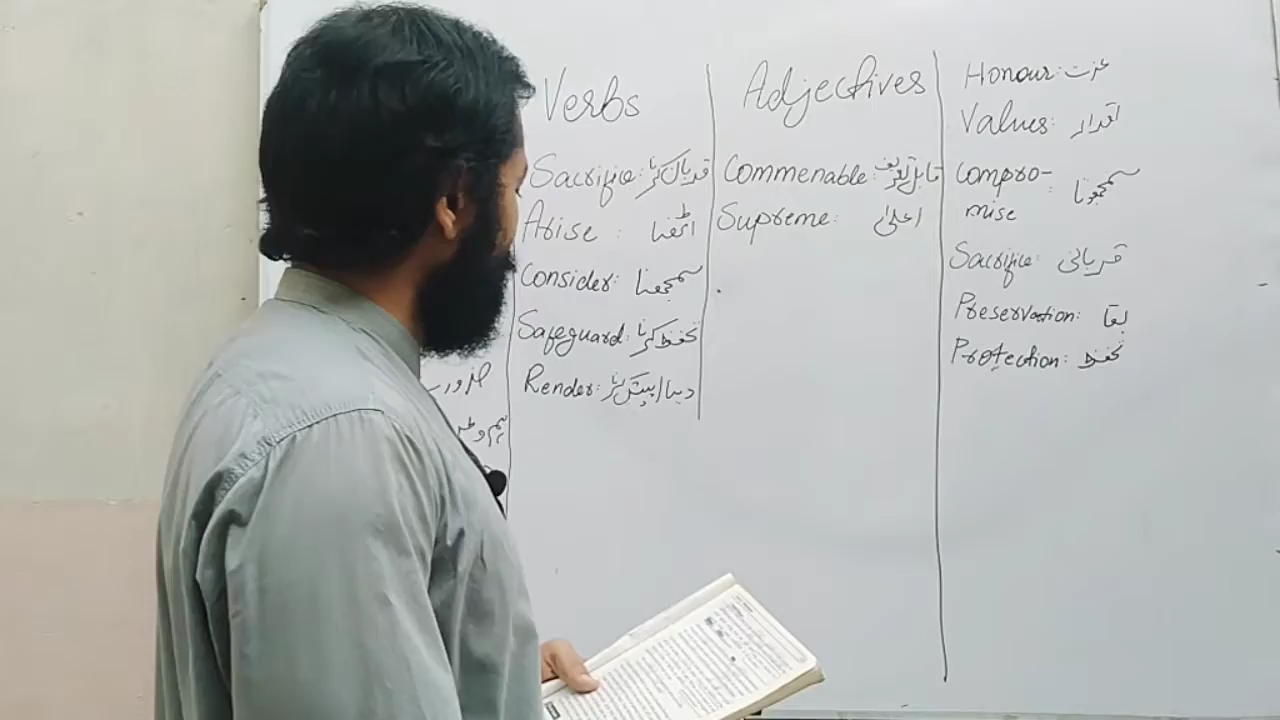 Verbs
Sacrifice: قربان کرنا
Arise : اٹھنا
Consider: سمجھنا
Safeguard: تحفظ کرنا
Render: دینا/پیش کرنا
Adjectives
Commenable: قابل تعریف
Supreme: اعلیٰ
Honour: عزت
Values: اقدار
Compro-
mise : سمجھوتا
Sacrifice: قربانی
Preservation: بقا
Protection: تحفظ